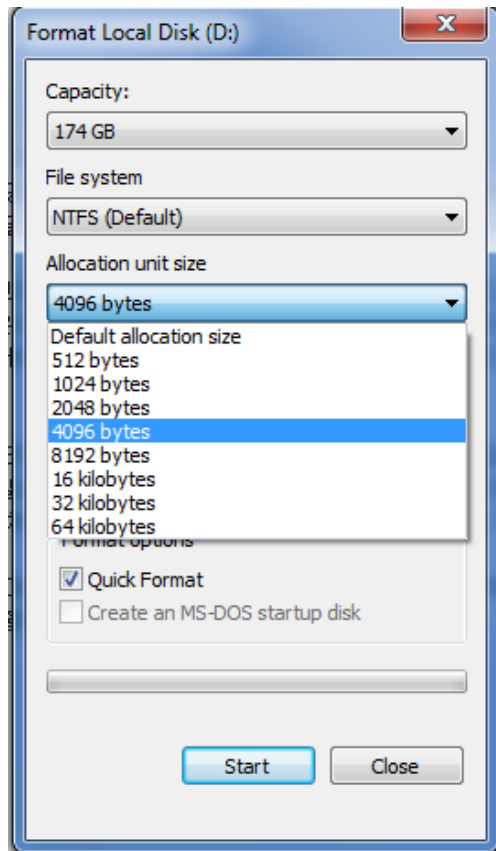 Format Local Disk (D:)
Capacity:
174 GB
File system
NTFS (Default)
Allocation unit size
4096 bytes
Default allocation size
512 bytes
1024 bytes
2048 bytes
4096 bytes
8192 bytes
16 kilobytes
32 kilobytes
64 kilobytes
Format options
Quick Format
Create an MS-DOS startup disk
Start Close